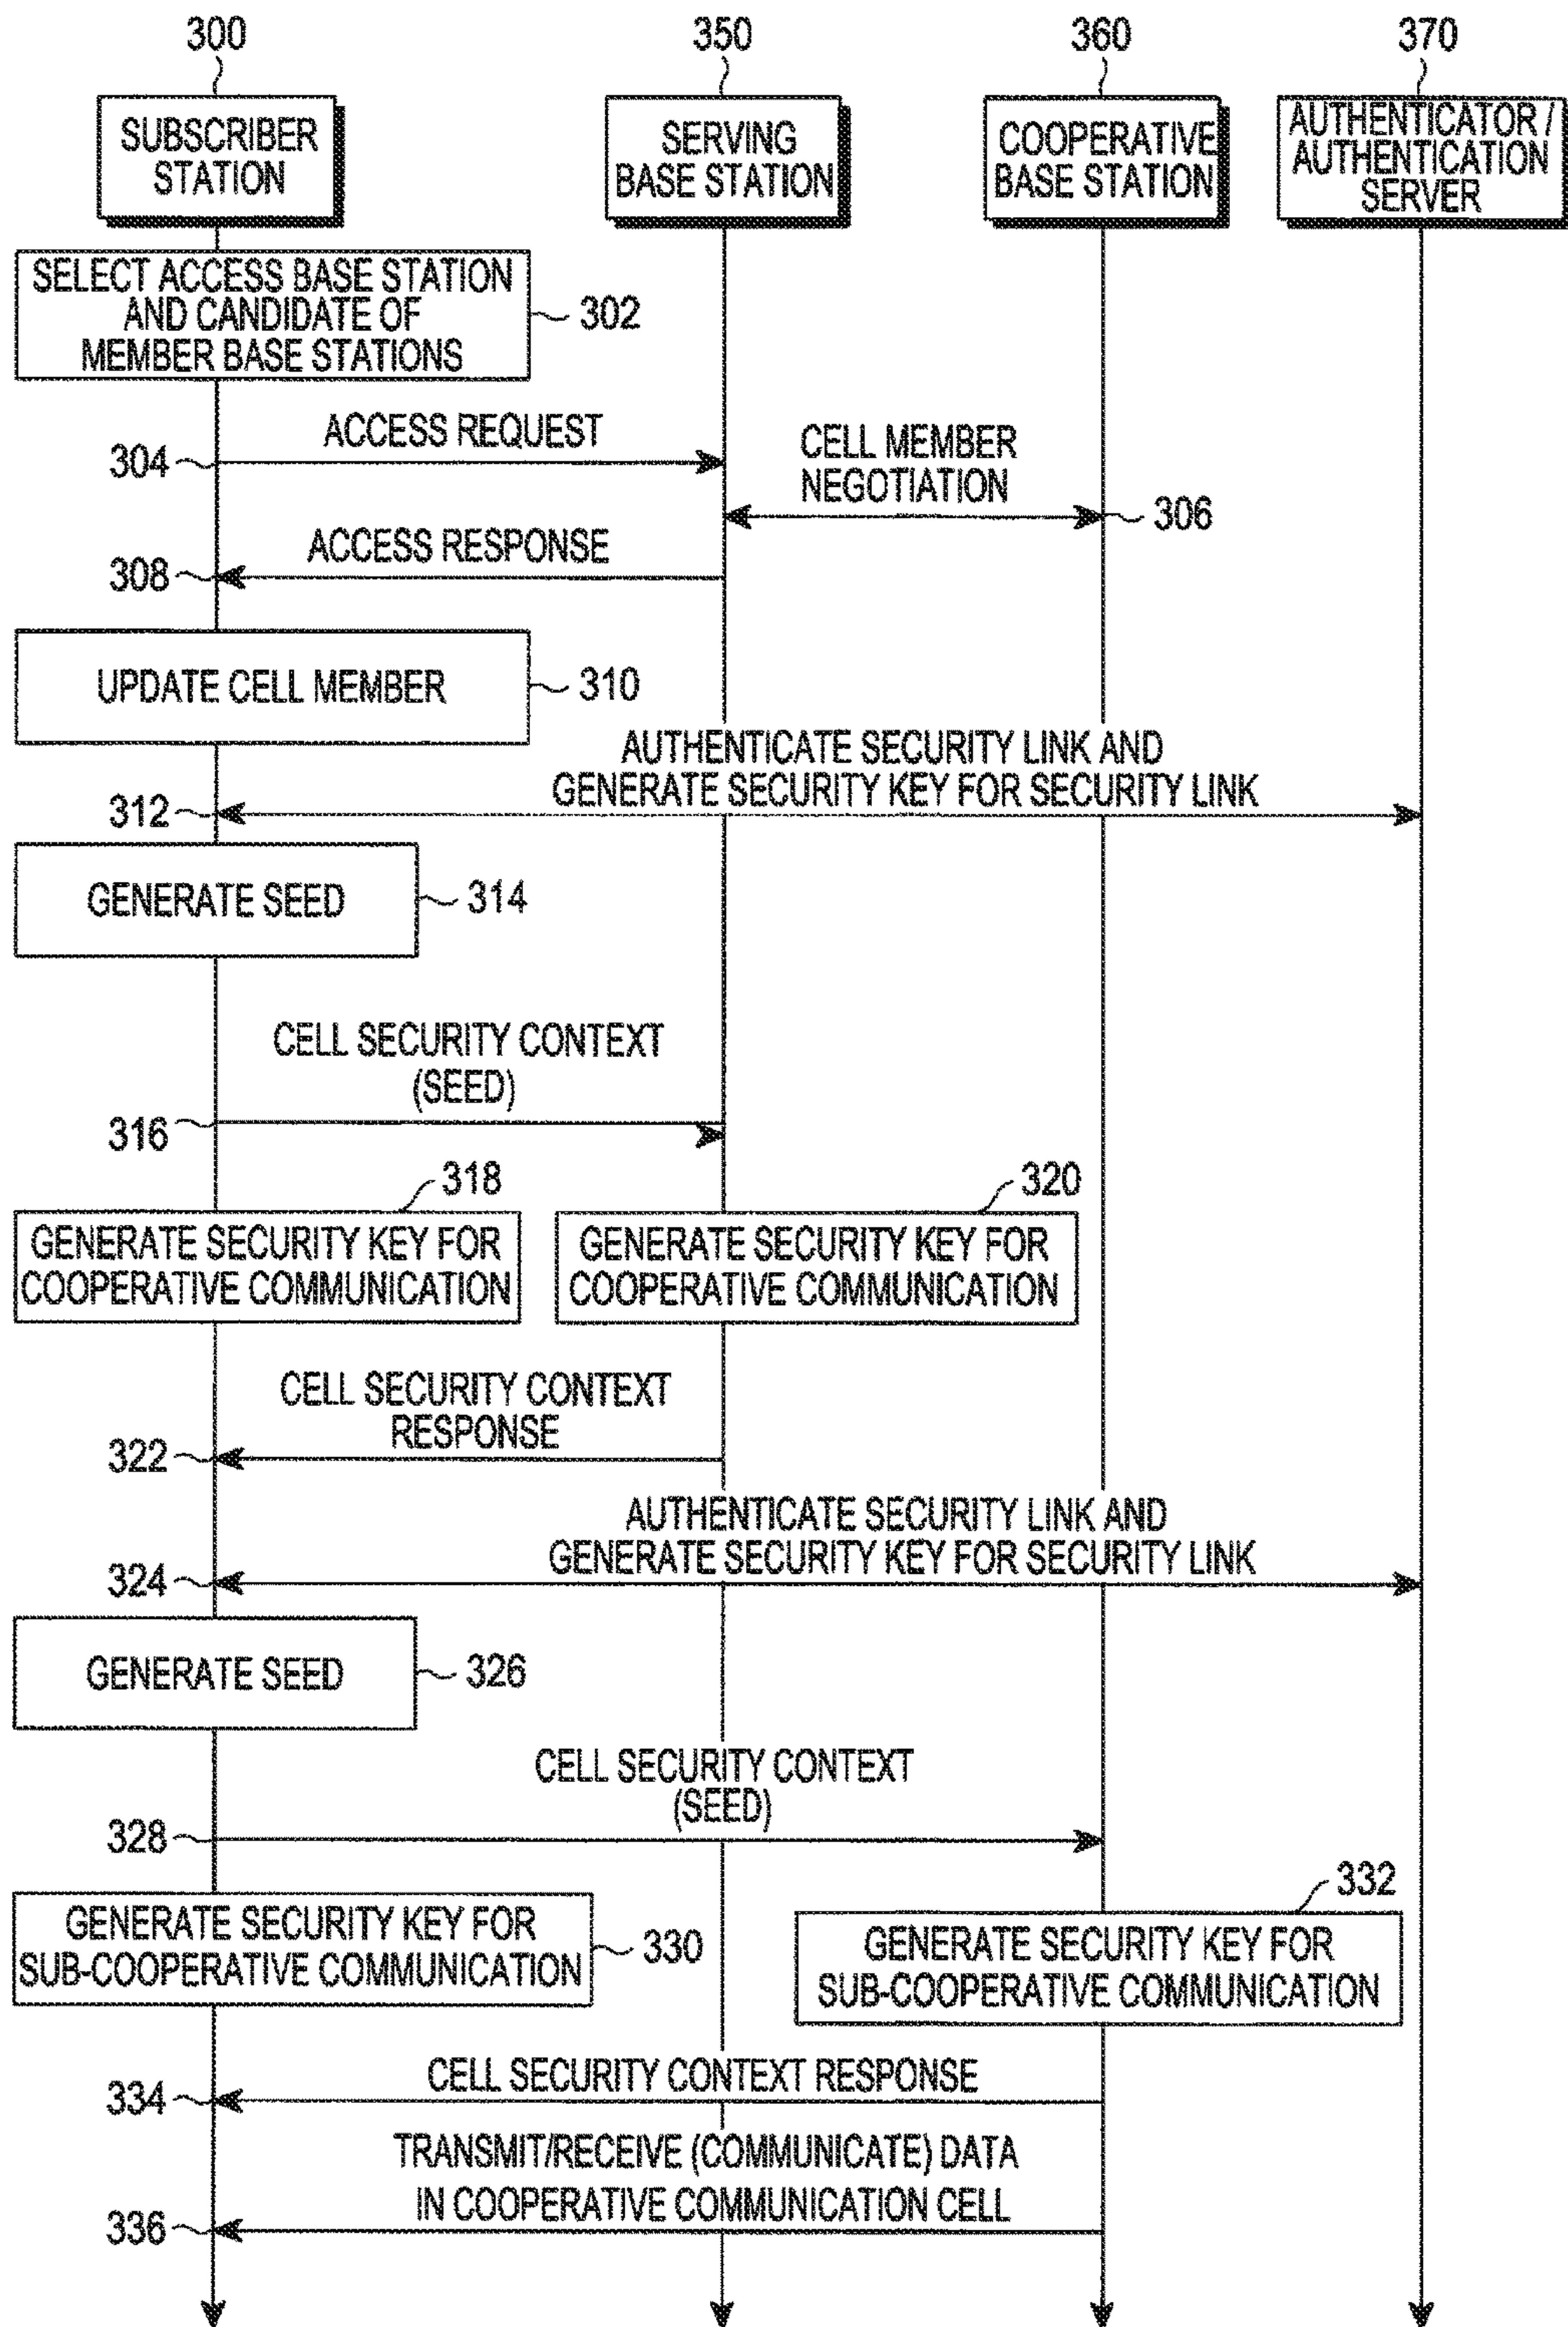 300
350
360
370
SUBSCRIBER
STATION
SERVING
BASE STATION
COOPERATIVE
BASE STATION
AUTHENTICATOR /
AUTHENTICATION
SERVER
SELECT ACCESS BASE STATION
AND CANDIDATE OF
MEMBER BASE STATIONS
302
304
ACCESS REQUEST
CELL MEMBER
NEGOTIATION
306
ACCESS RESPONSE
308
UPDATE CELL MEMBER
310
AUTHENTICATE SECURITY LINK AND
GENERATE SECURITY KEY FOR SECURITY LINK
312
GENERATE SEED
314
CELL SECURITY CONTEXT
(SEED)
316
318
GENERATE SECURITY KEY FOR
COOPERATIVE COMMUNICATION
320
GENERATE SECURITY KEY FOR
COOPERATIVE COMMUNICATION
CELL SECURITY CONTEXT
RESPONSE
322
AUTHENTICATE SECURITY LINK AND
GENERATE SECURITY KEY FOR SECURITY LINK
324
GENERATE SEED
326
CELL SECURITY CONTEXT
(SEED)
328
GENERATE SECURITY KEY FOR
SUB-COOPERATIVE COMMUNICATION
330
332
GENERATE SECURITY KEY FOR
SUB-COOPERATIVE COMMUNICATION
CELL SECURITY CONTEXT RESPONSE
334
TRANSMIT/RECEIVE (COMMUNICATE) DATA
IN COOPERATIVE COMMUNICATION CELL
336